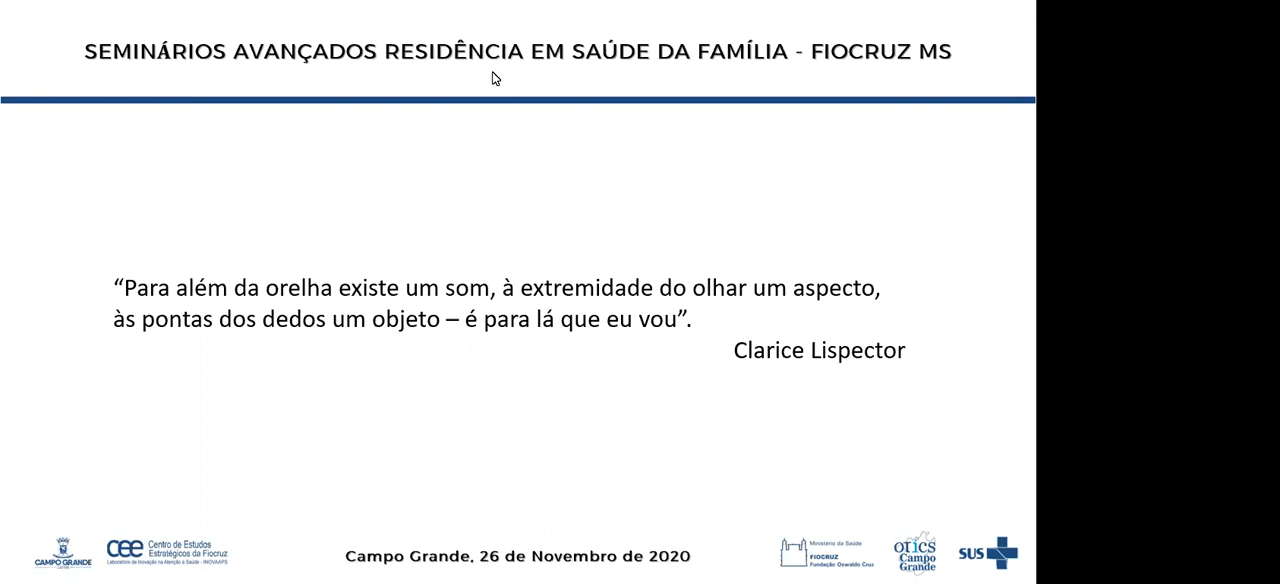 SEMINÁRIOS AVANÇADOS RESIDÊNCIA EM SAÚDE DA FAMÍLIA - FIOCRUZ MS
“Para além da orelha existe um som, à extremidade do olhar um aspecto,
às pontas dos dedos um objeto – é para lá que eu vou”.
Clarice Lispector
CAMPO GRANDE
cee Centro de Estudos
Estratégicos da Fiocruz
Laboratório de Inovação na Atenção à Saúde - INOVAAPS
Campo Grande, 26 de Novembro de 2020
Ministério da Saúde
FIOCRUZ
Fundação Oswaldo Cruz
OTICS
Campo
Grande
SUS